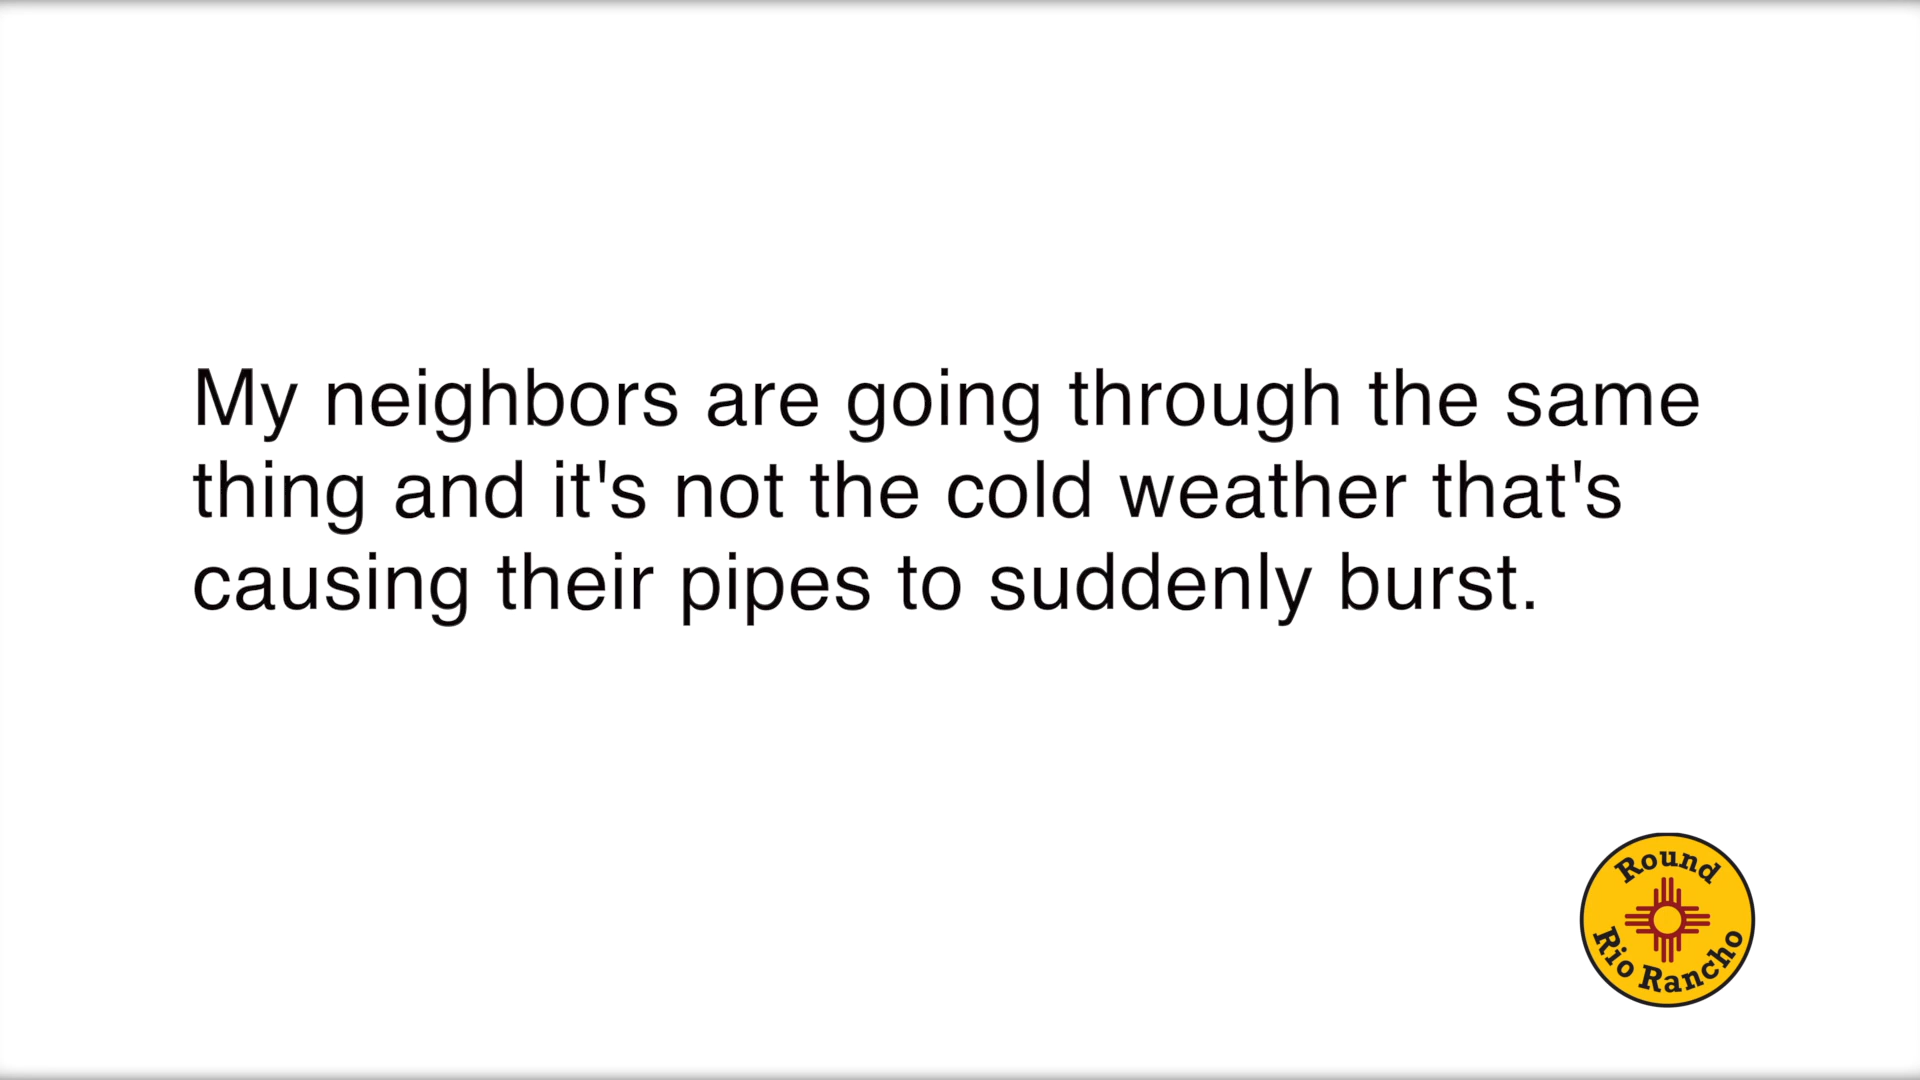 My neighbors are going through the same
thing and it's not the cold weather that's
causing their pipes to suddenly burst.
Round
Rio Rancho